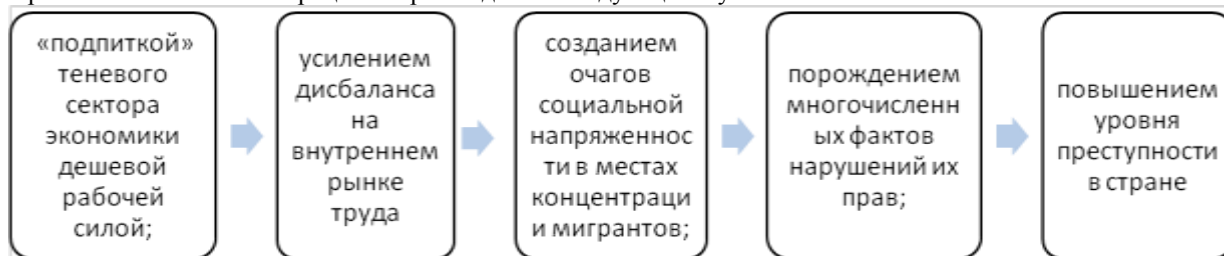 «подпиткой»
теневого
сектора
экономики
дешевой
рабочей
силой;
усилением
дисбаланса
на
внутреннем
рынке
труда
созданием
очагов
социальной
напряженнос
ти в местах
концентраци
и мигрантов;
порождением
многочисленн
ых фактов
нарушений их
прав;
повышением
уровня
преступности
в стране